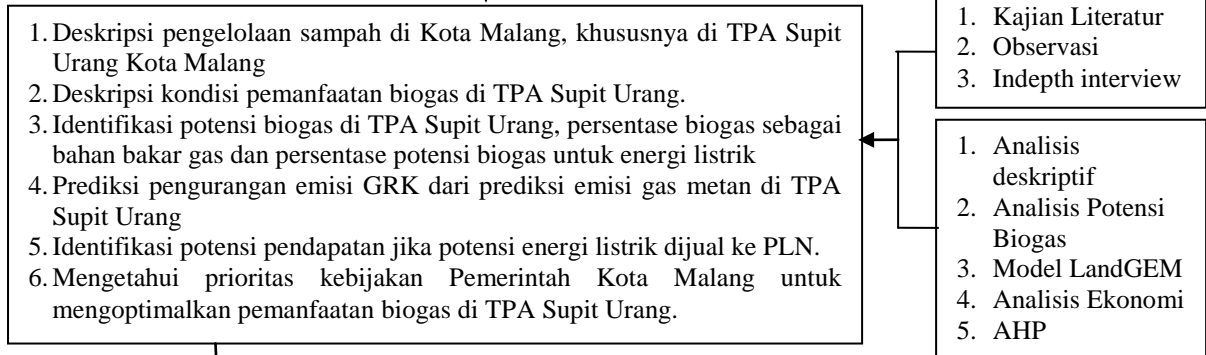 1. Deskripsi pengelolaan sampah di Kota Malang, khususnya di TPA Supit
Urang Kota Malang
2. Deskripsi kondisi pemanfaatan biogas di TPA Supit Urang.
3. Identifikasi potensi biogas di TPA Supit Urang, persentase biogas sebagai
bahan bakar gas dan persentase potensi biogas untuk energi listrik
4. Prediksi pengurangan emisi GRK dari prediksi emisi gas metan di TPA
Supit Urang
5. Identifikasi potensi pendapatan jika potensi energi listrik dijual ke PLN.
6. Mengetahui prioritas kebijakan Pemerintah Kota Malang untuk
mengoptimalkan pemanfaatan biogas di TPA Supit Urang.
1. Kajian Literatur
2. Observasi
3. Indepth interview
1. Analisis
deskriptif
2. Analisis Potensi
Biogas
3. Model LandGEM
4. Analisis Ekonomi
5. AHP